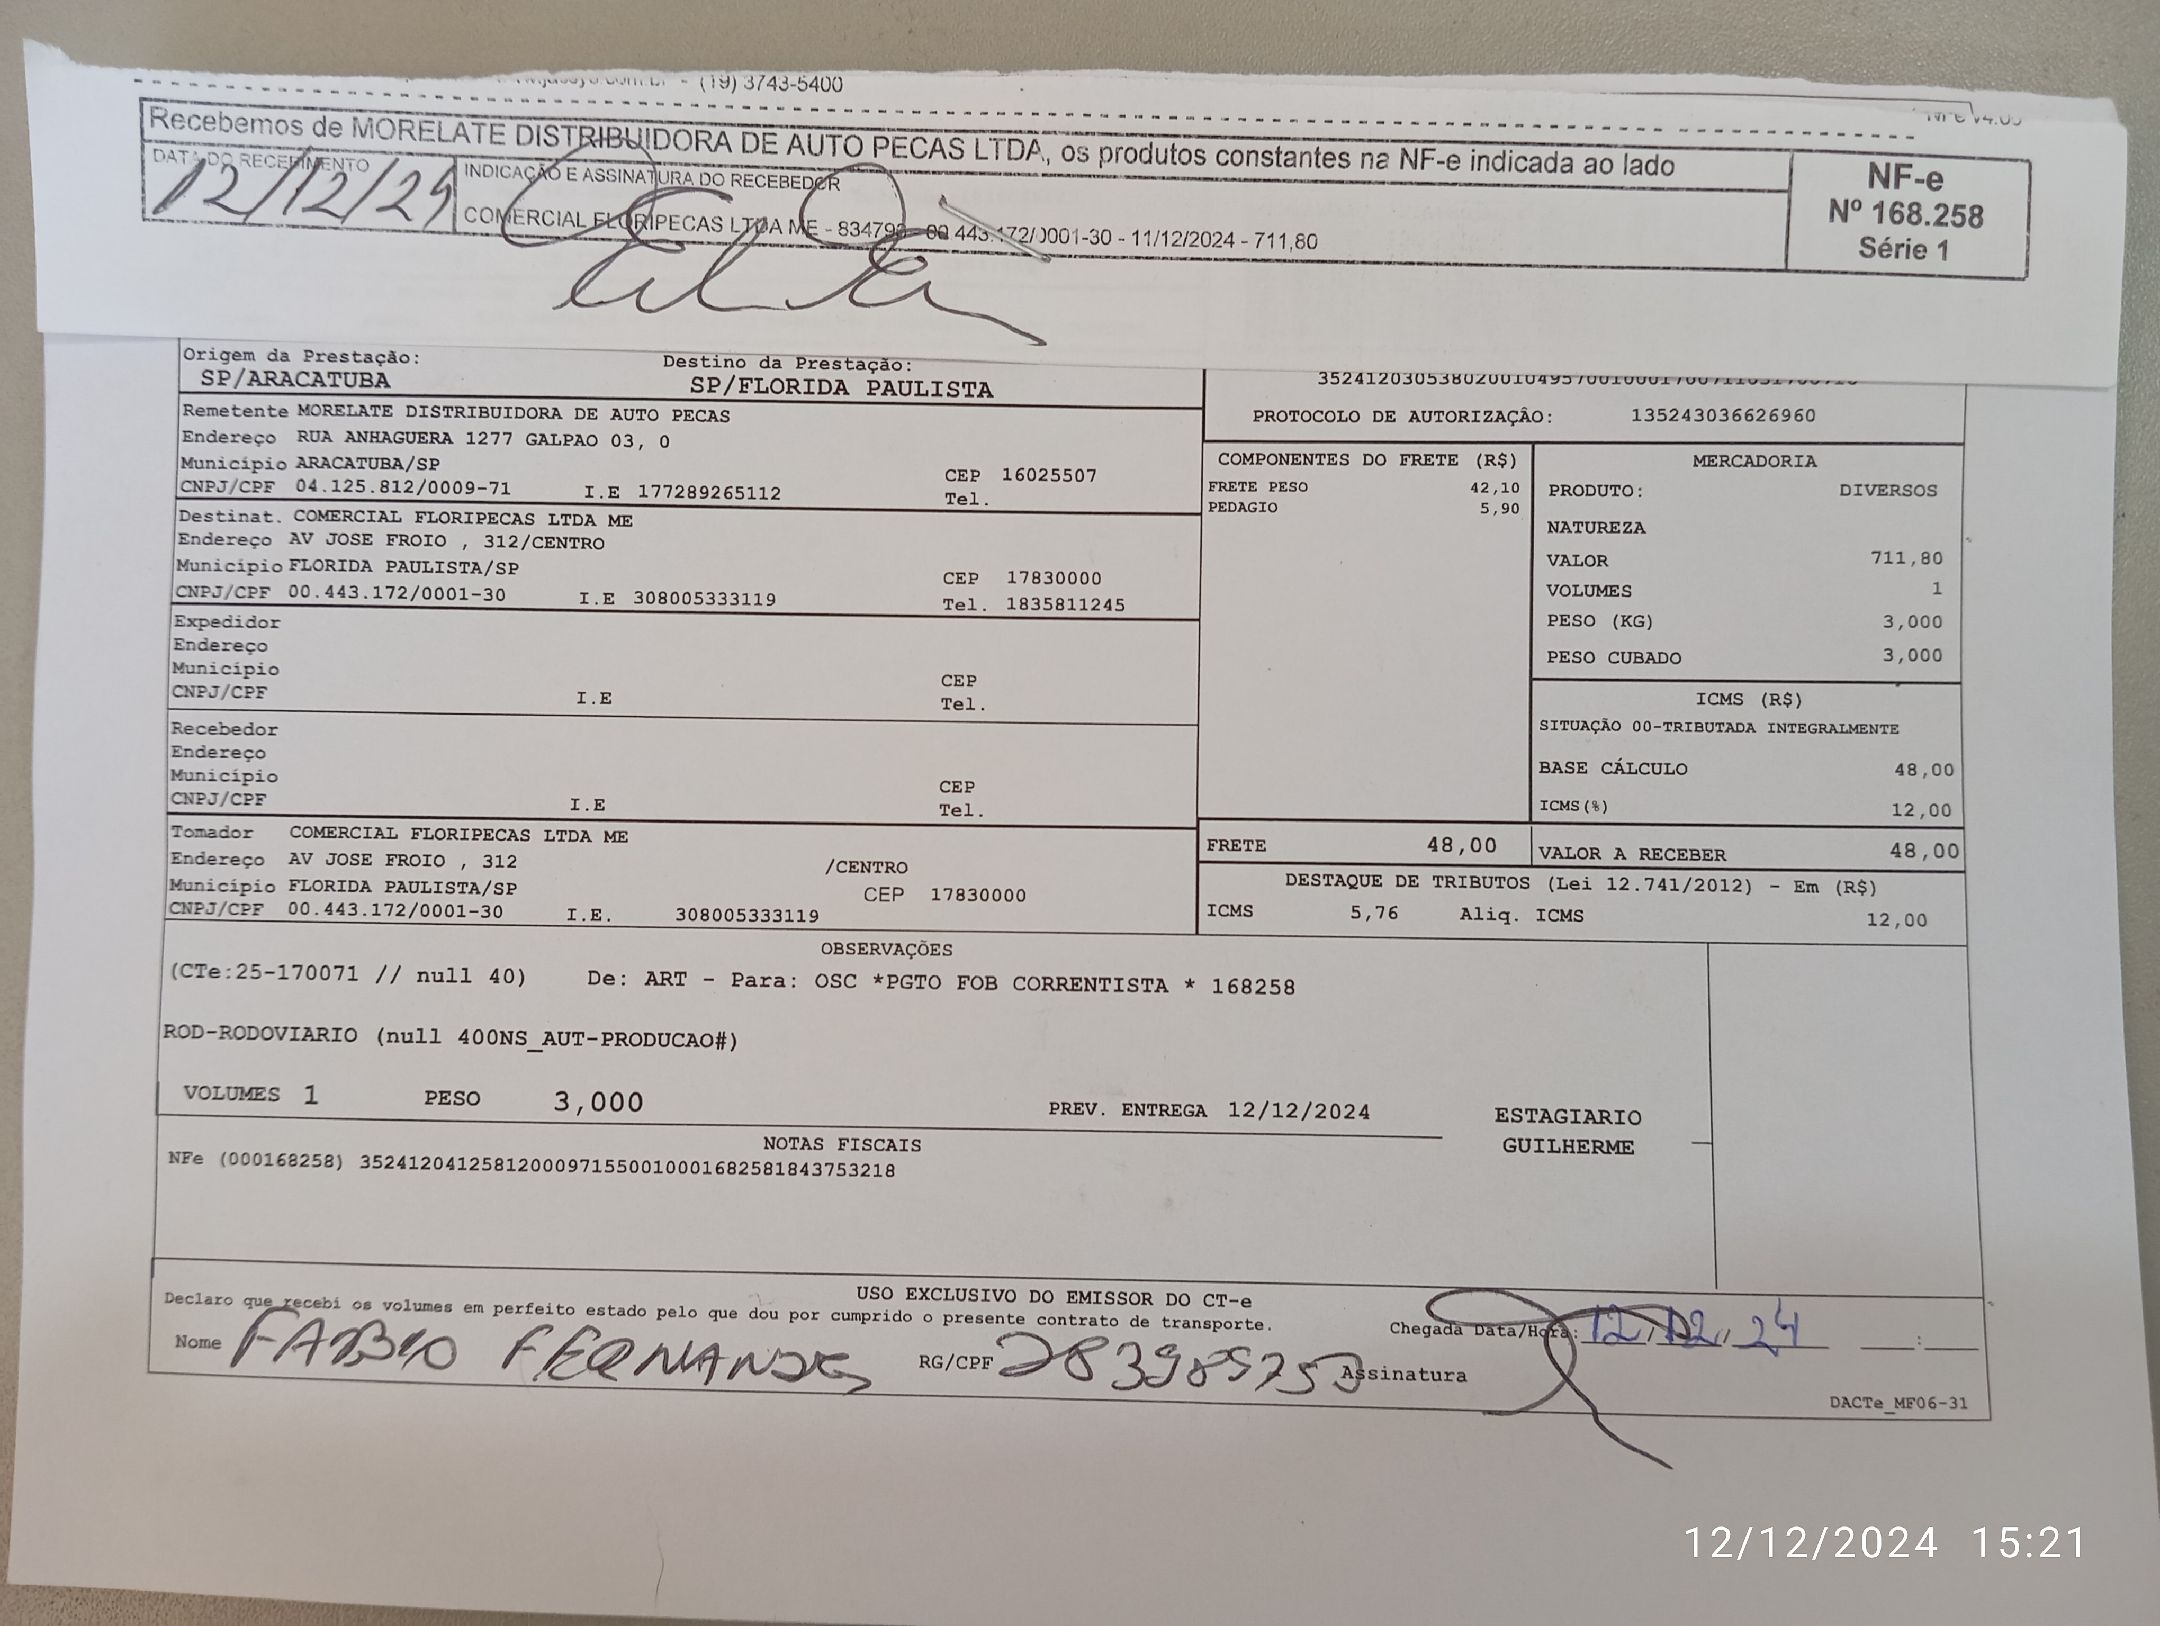 (19) 3743-5400
Recebemos de MORELATE DISTRIBUIDORA DE AUTO PECAS LTDA, os produtos constantes na NF-e indicada ao lado
DATA DO RECEBIMENTO
12/12/24
INDICAÇÃO E ASSINATURA DO RECEBEDOR
COMERCIAL FLORIPECAS LTDA ME - 834799 - 00.443.172/0001-30 - 11/12/2024 - 711,80
NF-e
Nº 168.258
Série 1
Origem da Prestação:
SP/ARACATUBA
Destino da Prestação:
SP/FLORIDA PAULISTA
PROTOCOLO DE AUTORIZAÇÃO: 135243036626960
Remetente MORELATE DISTRIBUIDORA DE AUTO PECAS
Endereço RUA ANHAGUERA 1277 GALPAO 03, 0
Município ARACATUBA/SP CEP 16025507
CNPJ/CPF 04.125.812/0009-71 I.E 177289265112 Tel.
Destinat. COMERCIAL FLORIPECAS LTDA ME
Endereço AV JOSE FROIO , 312/CENTRO
Município FLORIDA PAULISTA/SP CEP 17830000
CNPJ/CPF 00.443.172/0001-30 I.E 308005333119 Tel. 1835811245
Expedidor
Endereço
Município CEP
CNPJ/CPF I.E Tel.
Recebedor
Endereço
Município CEP
CNPJ/CPF I.E Tel.
Tomador COMERCIAL FLORIPECAS LTDA ME
Endereço AV JOSE FROIO , 312 /CENTRO
Município FLORIDA PAULISTA/SP CEP 17830000
CNPJ/CPF 00.443.172/0001-30 I.E. 308005333119
COMPONENTES DO FRETE (R$)
FRETE PESO 42,10
PEDAGIO 5,90
MERCADORIA
PRODUTO: DIVERSOS
NATUREZA
VALOR 711,80
VOLUMES 1
PESO (KG) 3,000
PESO CUBADO 3,000
ICMS (R$)
SITUAÇÃO 00-TRIBUTADA INTEGRALMENTE
BASE CÁLCULO 48,00
ICMS(%) 12,00
FRETE 48,00
VALOR A RECEBER 48,00
DESTAQUE DE TRIBUTOS (Lei 12.741/2012) - Em (R$)
ICMS 5,76 Aliq. ICMS 12,00
OBSERVAÇÕES
(CTe:25-170071 // null 40) De: ART - Para: OSC *PGTO FOB CORRENTISTA * 168258
ROD-RODOVIARIO (null 400NS_AUT-PRODUCAO#)
VOLUMES 1 PESO 3,000 PREV. ENTREGA 12/12/2024
ESTAGIARIO
GUILHERME
NOTAS FISCAIS
NFe (000168258) 35241204125812000971550010001682581843753218
USO EXCLUSIVO DO EMISSOR DO CT-e
Declaro que recebi os volumes em perfeito estado pelo que dou por cumprido o presente contrato de transporte.
Nome FABIO FERNANDES RG/CPF Assinatura
Chegada Data/Hora: 12/12/24 :
DACTe_MF06-31
12/12/2024 15:21